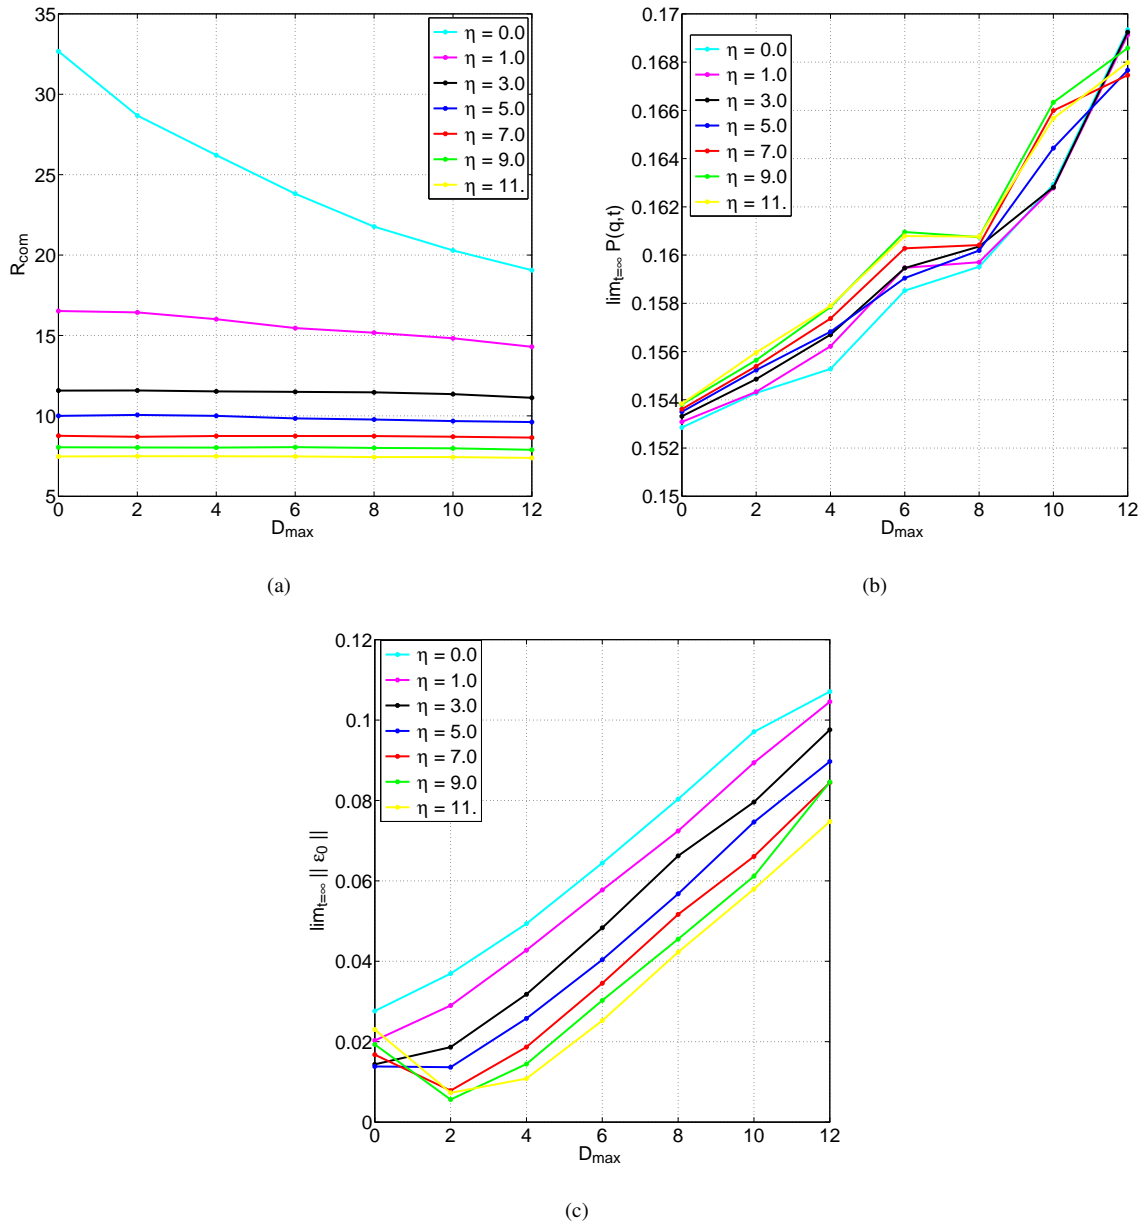 35
30
25
20
15
10
5
R_com
0 2 4 6 8 10 12
D_max
η = 0.0
η = 1.0
η = 3.0
η = 5.0
η = 7.0
η = 9.0
η = 11.
(a)
0.17
0.168
0.166
0.164
0.162
0.16
0.158
0.156
0.154
0.152
0.15
lim_t=∞ P(q,t)
0 2 4 6 8 10 12
D_max
η = 0.0
η = 1.0
η = 3.0
η = 5.0
η = 7.0
η = 9.0
η = 11.
(b)
0.12
0.1
0.08
0.06
0.04
0.02
0
lim_t=∞ || ε_0 ||
0 2 4 6 8 10 12
D_max
η = 0.0
η = 1.0
η = 3.0
η = 5.0
η = 7.0
η = 9.0
η = 11.
(c)